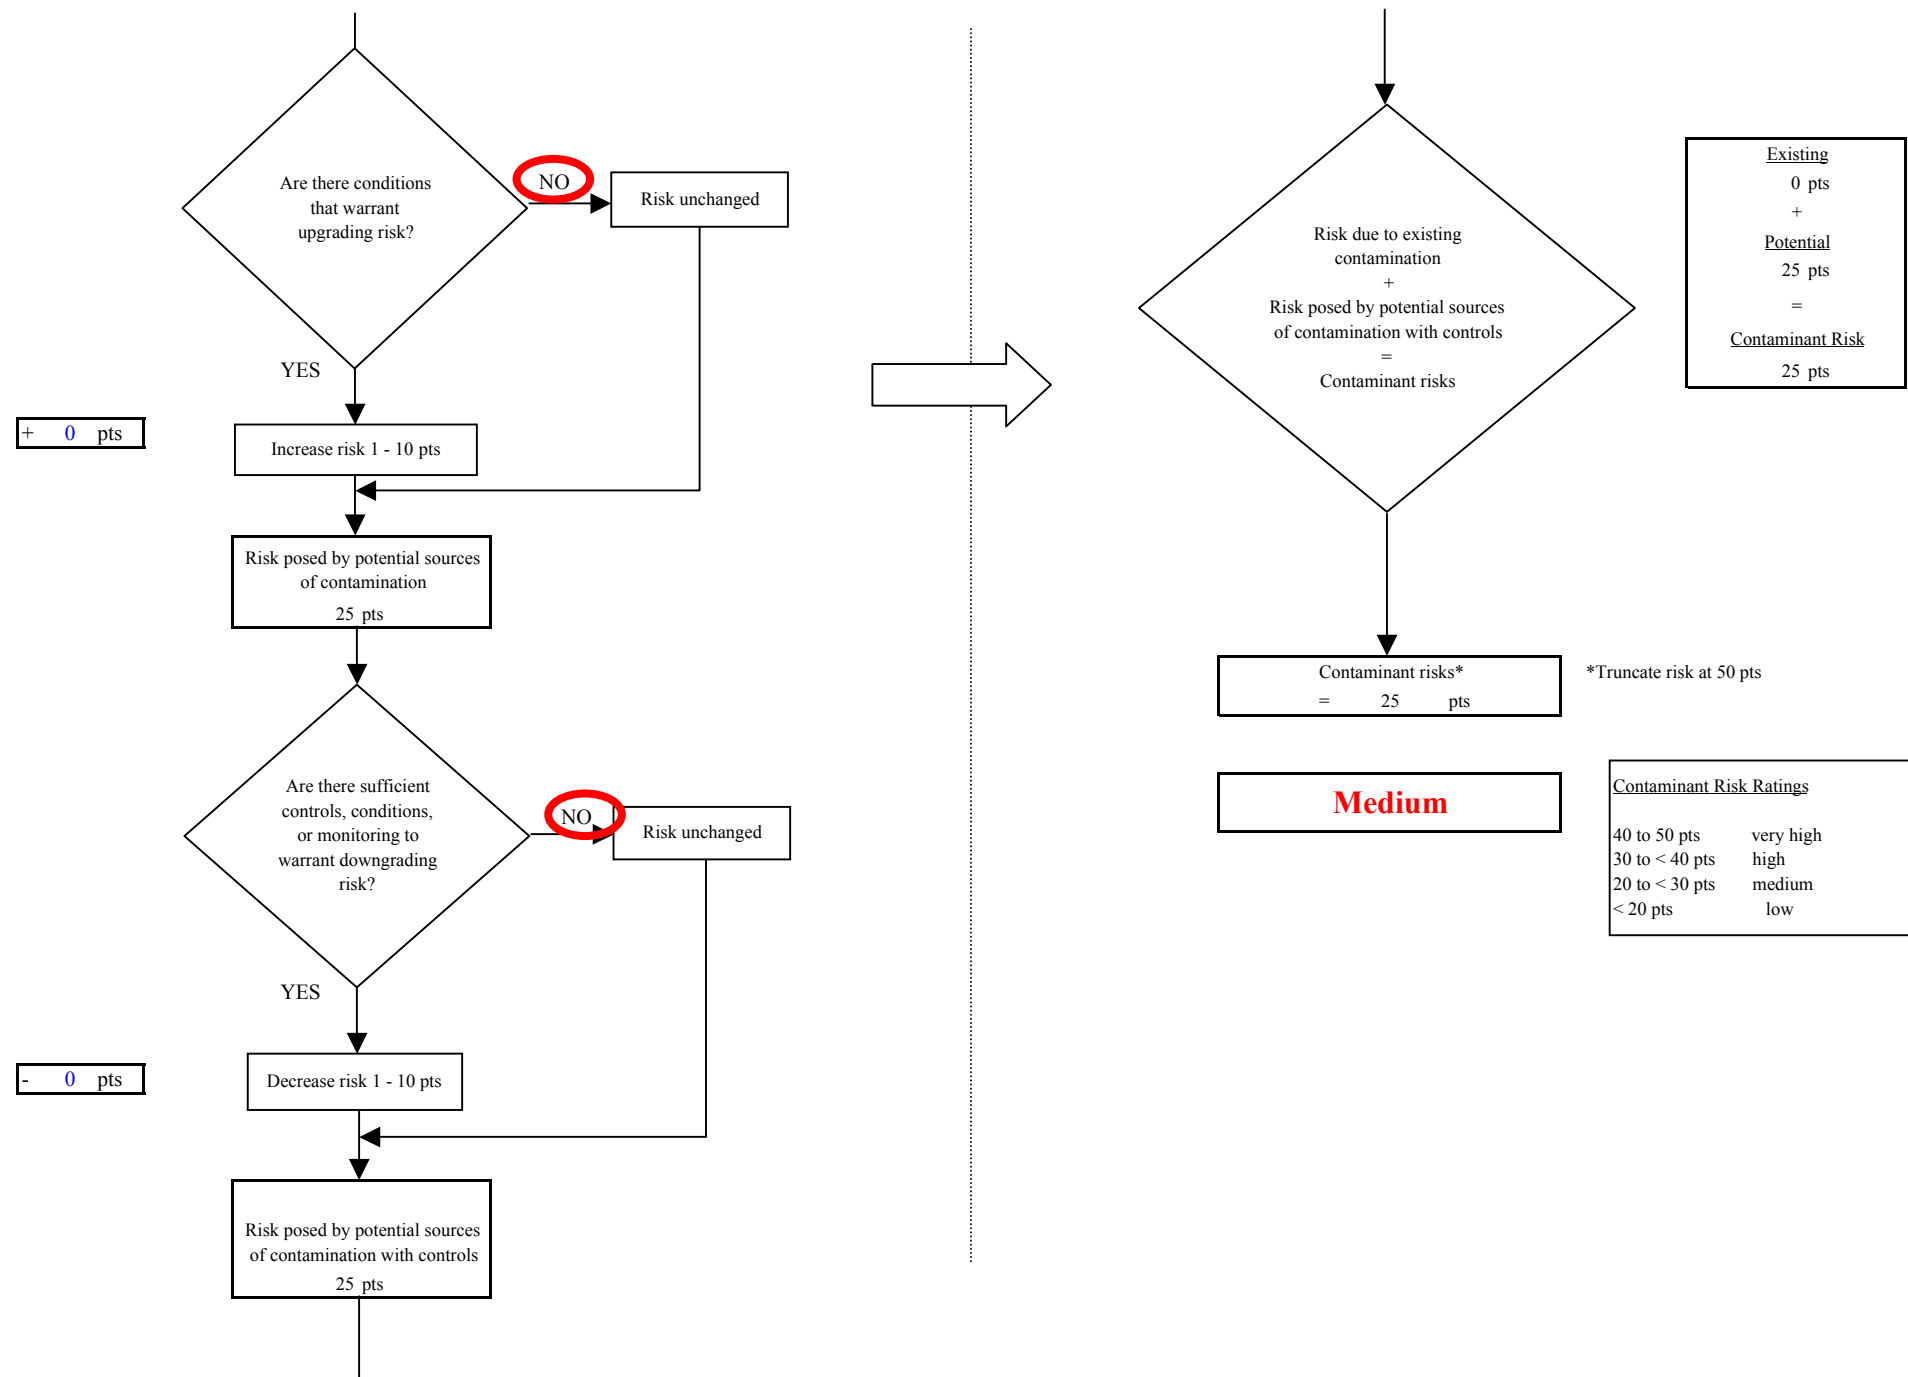 Are there conditions
that warrant
upgrading risk?
NO
Risk unchanged
YES
+ 0 pts
Increase risk 1 - 10 pts
Risk posed by potential sources
of contamination
25 pts
Are there sufficient
controls, conditions,
or monitoring to
warrant downgrading
risk?
NO
Risk unchanged
YES
- 0 pts
Decrease risk 1 - 10 pts
Risk posed by potential sources
of contamination with controls
25 pts
Risk due to existing
contamination
+
Risk posed by potential sources
of contamination with controls
=
Contaminant risks
Existing
0 pts
+
Potential
25 pts
=
Contaminant Risk
25 pts
Contaminant risks*
= 25 pts
*Truncate risk at 50 pts
Medium
Contaminant Risk Ratings
40 to 50 pts very high
30 to < 40 pts high
20 to < 30 pts medium
< 20 pts low